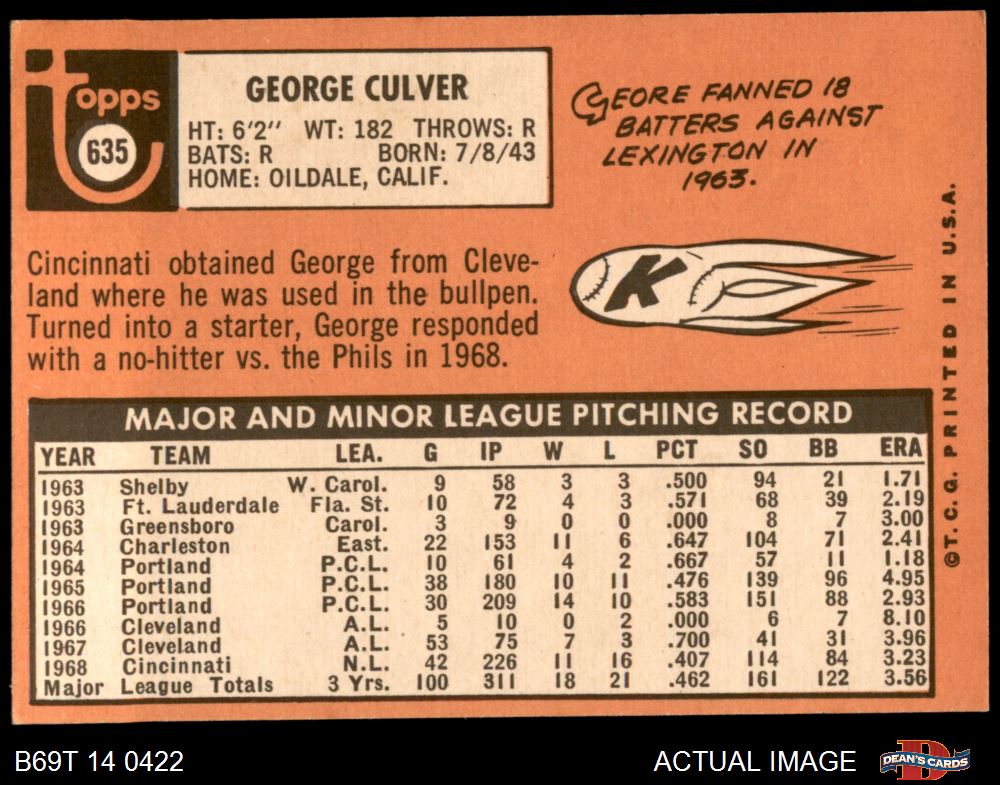 Topps
635
GEORGE CULVER
HT: 6'2" WT: 182 THROWS: R
BATS: R BORN: 7/8/43
HOME: OILDALE, CALIF.
GEORE FANNED 18
BATTERS AGAINST
LEXINGTON IN
1963.
K
Cincinnati obtained George from Cleve-
land where he was used in the bullpen.
Turned into a starter, George responded
with a no-hitter vs. the Phils in 1968.
MAJOR AND MINOR LEAGUE PITCHING RECORD
YEAR TEAM LEA. G IP W L PCT SO BB ERA
1963 Shelby W. Carol. 9 58 3 3 .500 94 21 1.71
1963 Ft. Lauderdale Fla. St. 10 72 4 3 .571 68 39 2.19
1963 Greensboro Carol. 3 9 0 0 .000 8 7 3.00
1964 Charleston East. 22 153 11 6 .647 104 71 2.41
1964 Portland P.C.L. 10 61 4 2 .667 57 11 1.18
1965 Portland P.C.L. 38 180 10 11 .476 139 96 4.95
1966 Portland P.C.L. 30 209 14 10 .583 151 88 2.93
1966 Cleveland A.L. 5 10 0 2 .000 6 7 8.10
1967 Cleveland A.L. 53 75 7 3 .700 41 31 3.96
1968 Cincinnati N.L. 42 226 11 16 .407 114 84 3.23
Major League Totals 3 Yrs. 100 311 18 21 .462 161 122 3.56
©T.C.G. PRINTED IN U.S.A.
B69T 14 0422
ACTUAL IMAGE
D
DEAN'S CARDS